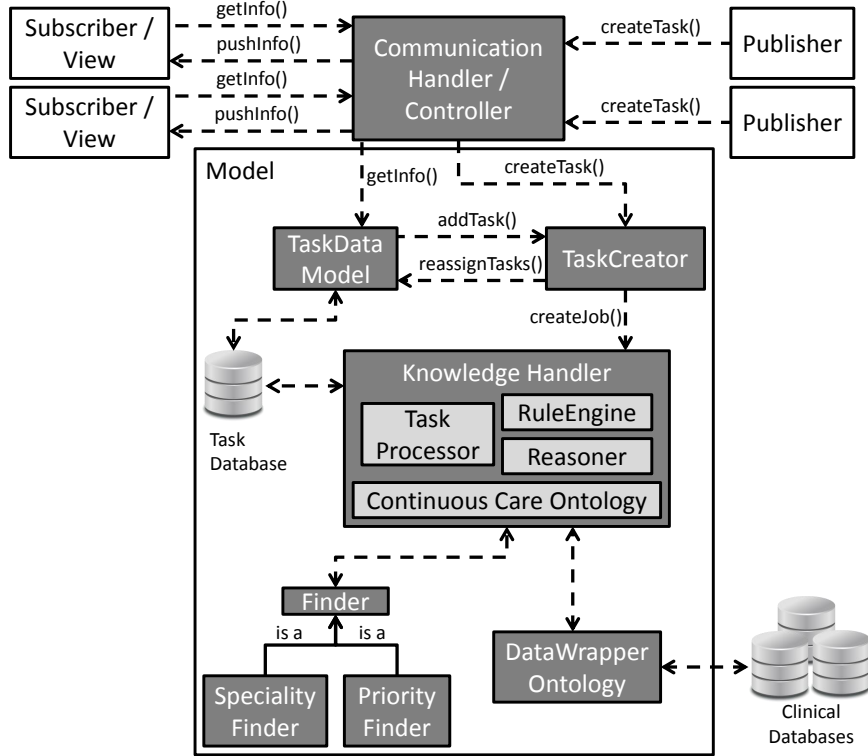 Subscriber /
View
getInfo()
pushInfo()
Communication
Handler /
Controller
createTask()
Publisher
Subscriber /
View
getInfo()
pushInfo()
createTask()
Publisher
Model
getInfo()
createTask()
TaskData
Model
addTask()
reassignTasks()
TaskCreator
createJob()
Task
Database
Knowledge Handler
Task
Processor
RuleEngine
Reasoner
Continuous Care Ontology
Finder
is a
is a
Speciality
Finder
Priority
Finder
DataWrapper
Ontology
Clinical
Databases